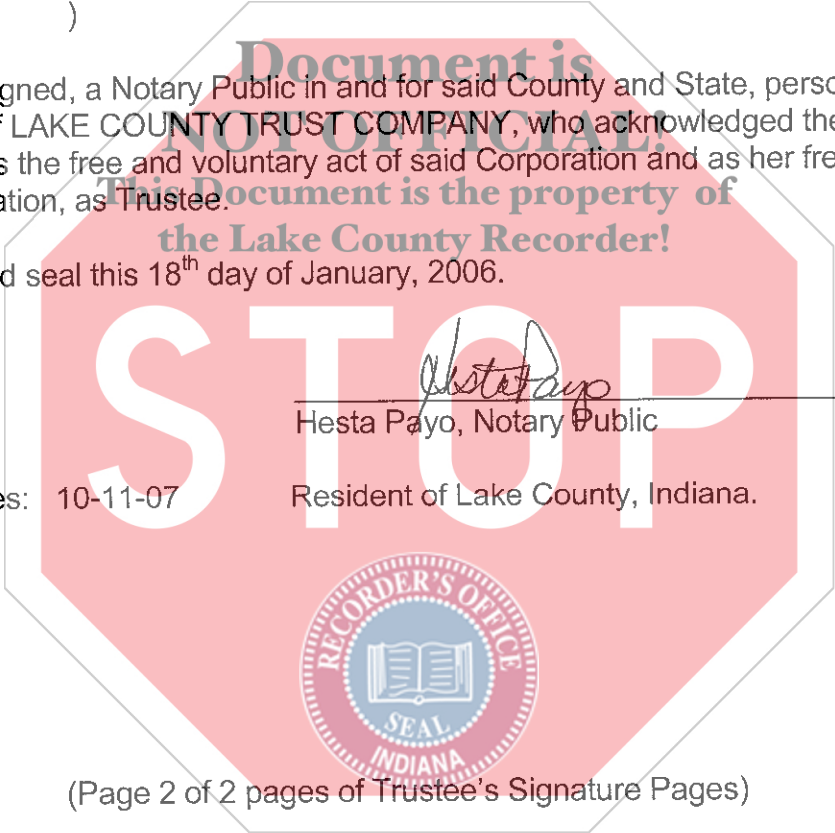 )
Document is
gned, a Notary Public in and for said County and State, perso
NOT OFFICIAL!
LAKE COUNTY TRUST COMPANY, who acknowledged the
s the free and voluntary act of said Corporation and as her fre
This Document is the property of
ation, as Trustee.
the Lake County Recorder!
d seal this 18th day of January, 2006.
STOP
Hesta Payo
Hesta Payo, Notary Public
es: 10-11-07 Resident of Lake County, Indiana.
RECORDER'S OFFICE
SEAL
INDIANA
(Page 2 of 2 pages of Trustee's Signature Pages)